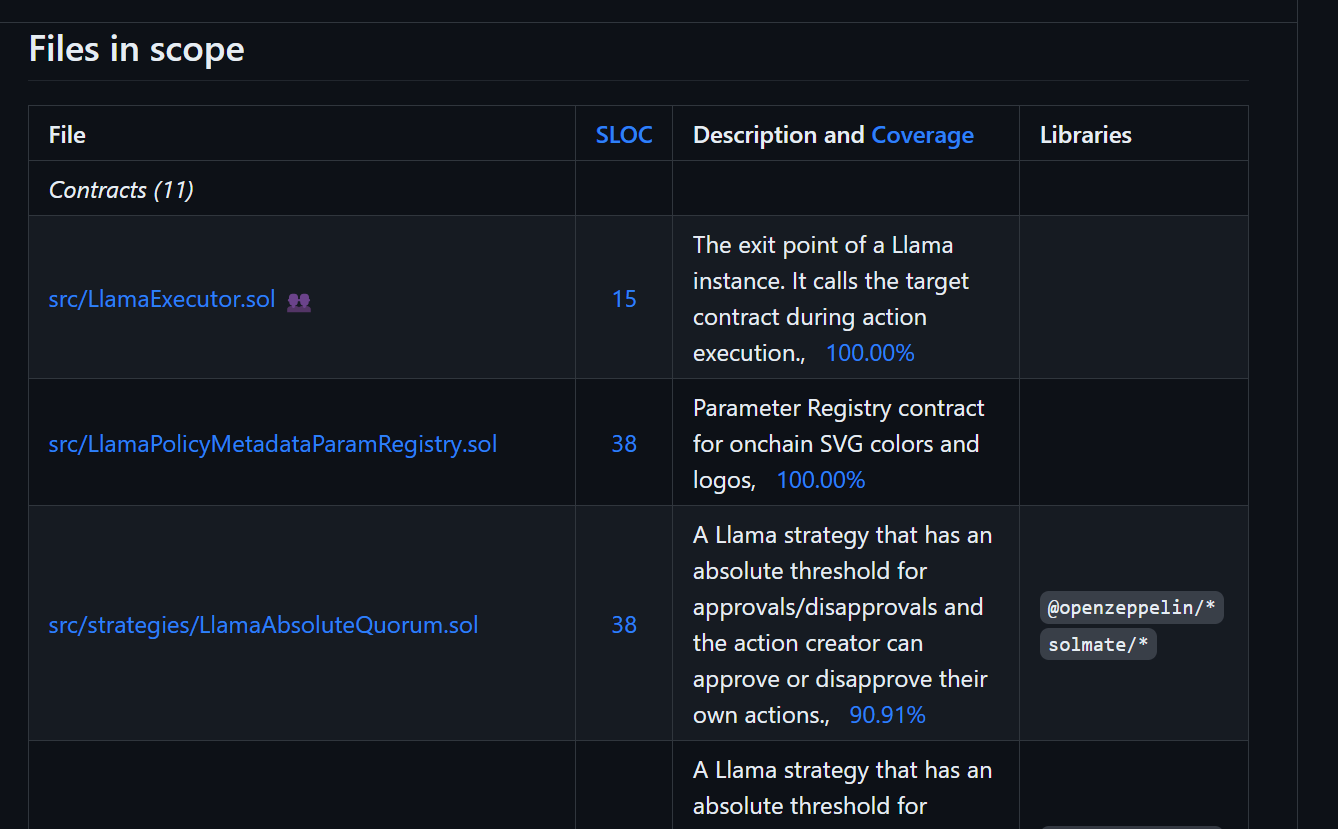 Files in scope
File SLOC Description and Coverage Libraries
Contracts (11)
src/LlamaExecutor.sol 15 The exit point of a Llama
instance. It calls the target
contract during action
execution., 100.00%
src/LlamaPolicyMetadataParamRegistry.sol 38 Parameter Registry contract
for onchain SVG colors and
logos, 100.00%
src/strategies/LlamaAbsoluteQuorum.sol 38 A Llama strategy that has an
absolute threshold for
approvals/disapprovals and
the action creator can
approve or disapprove their
own actions., 90.91%
@openzeppelin/*
solmate/*
A Llama strategy that has an
absolute threshold for